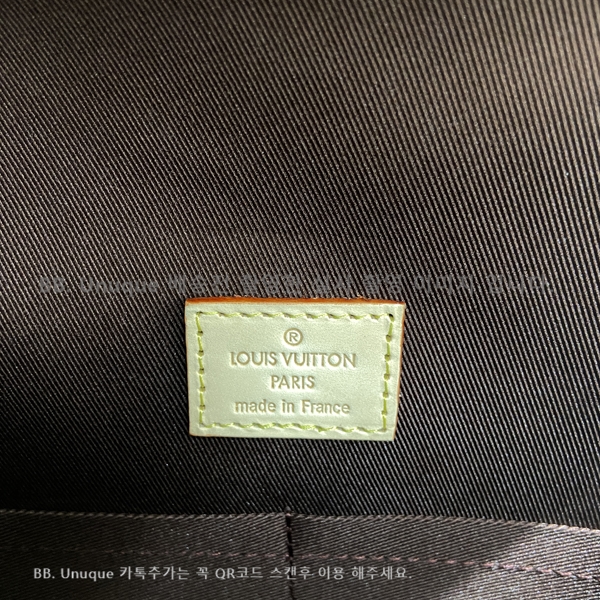 BB. Unuque
®
LOUIS VUITTON
PARIS
made in France
BB. Unuque 카톡추가는 꼭 QR코드 스캔후 이용 해주세요.